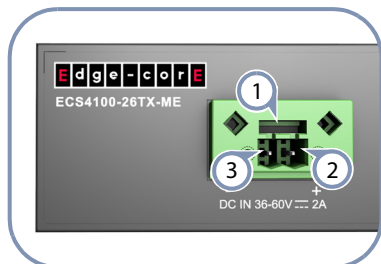 Edge-corE
ECS4100-26TX-ME
1
3
2
+
DC IN 36-60V ⎓ 2A